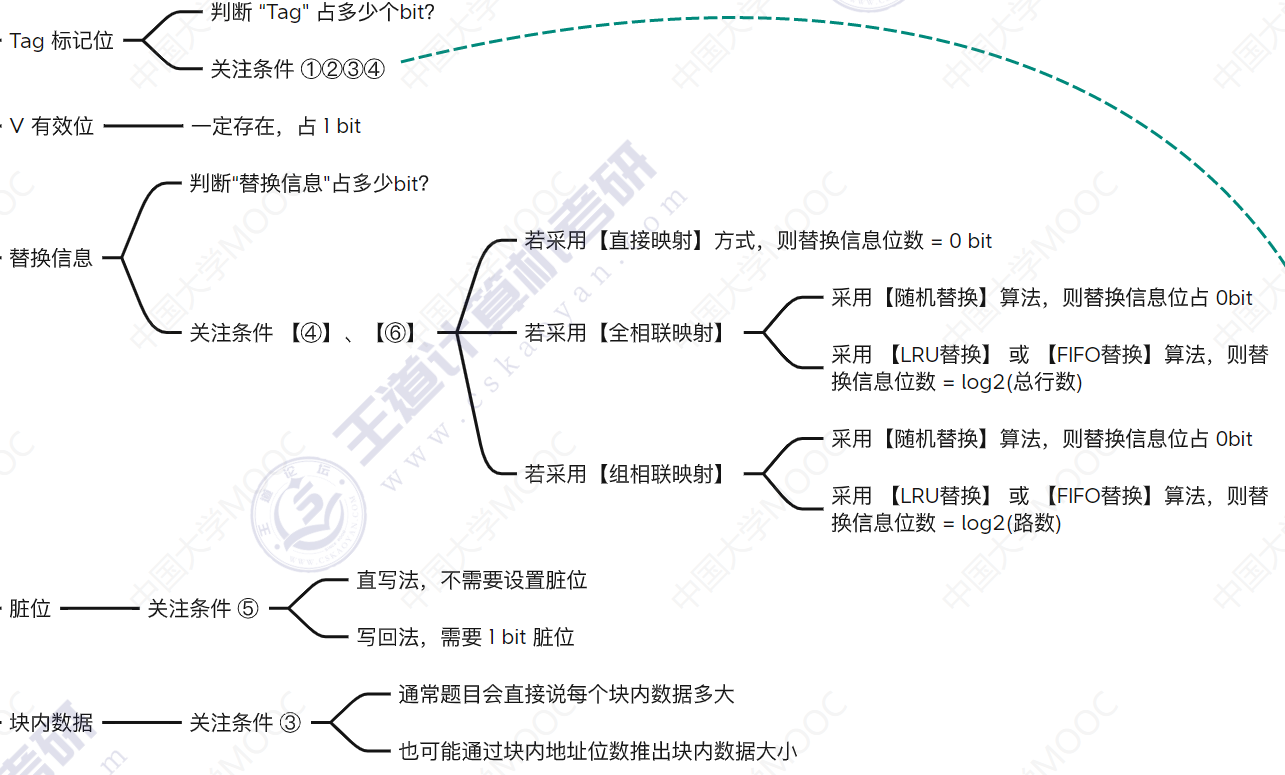 判断 “Tag" 占多少个bit?
Tag 标记位
关注条件 ①②③④
V 有效位
一定存在，占 1 bit
判断“替换信息"占多少bit?
替换信息
关注条件 【④】、【⑥】
若采用【直接映射】方式，则替换信息位数 = 0 bit
若采用【全相联映射】
采用【随机替换】算法，则替换信息位占 0bit
采用 【LRU替换】 或 【FIFO替换】算法，则替
换信息位数 = log2(总行数)
若采用【组相联映射】
采用【随机替换】算法，则替换信息位占 0bit
采用 【LRU替换】 或 【FIFO替换】算法，则替
换信息位数 = log2(路数)
脏位
关注条件 ⑤
直写法，不需要设置脏位
写回法，需要 1 bit 脏位
块内数据
关注条件 ③
通常题目会直接说每个块内数据多大
也可能通过块内地址位数推出块内数据大小
王道计算机考研
www.cskaoyan.com
中国大学MOOC